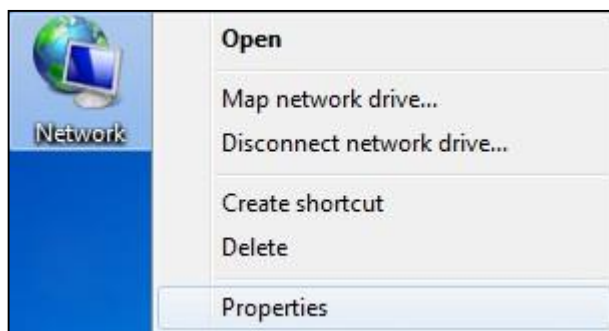 Network
Open
Map network drive...
Disconnect network drive...
Create shortcut
Delete
Properties